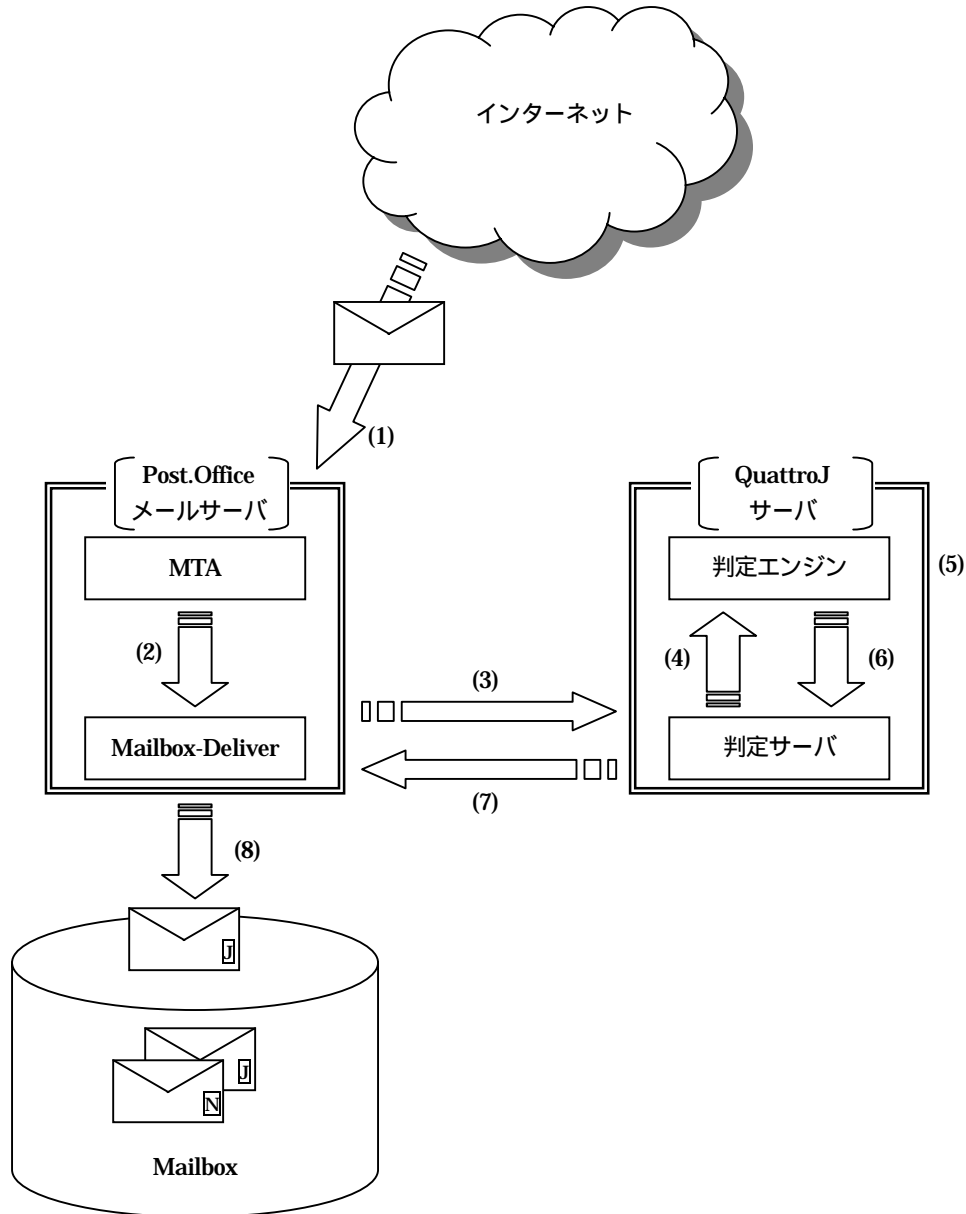 インターネット
(1)
Post.Office
メールサーバ
MTA
(2)
Mailbox-Deliver
(3)
(7)
QuattroJ
サーバ
判定エンジン
(5)
(4)
(6)
判定サーバ
(8)
J
J
N
Mailbox